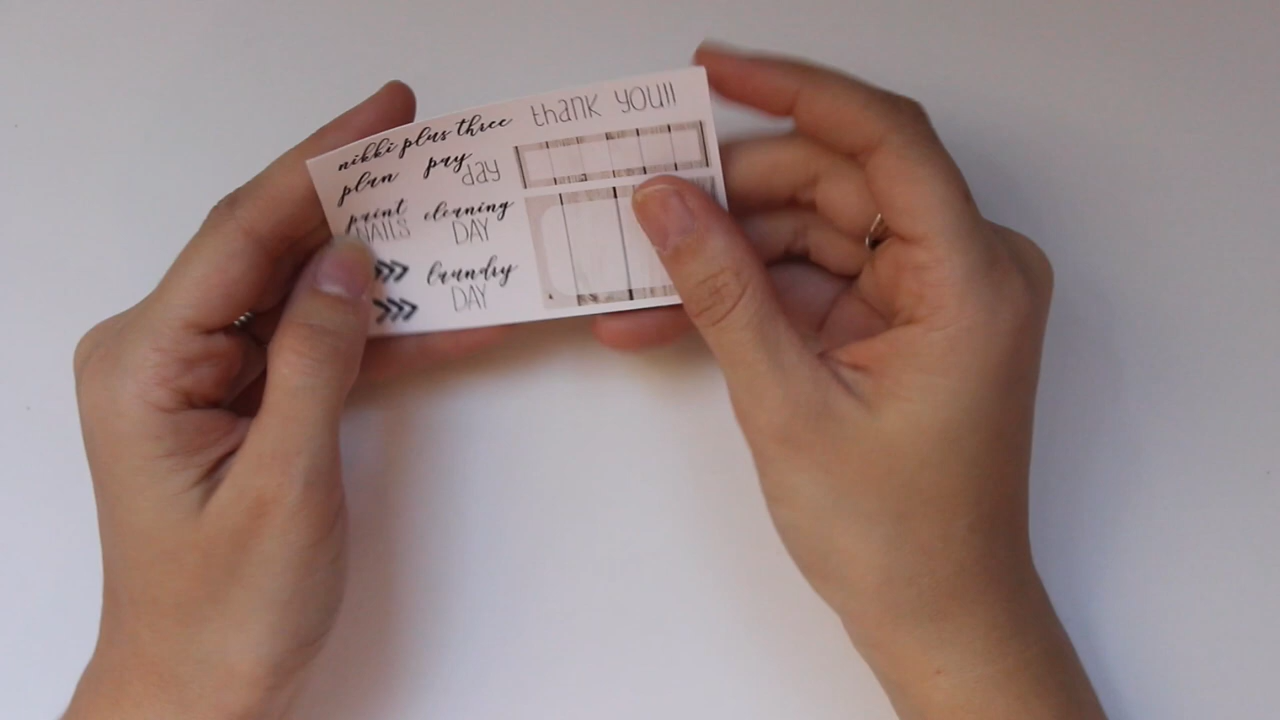 nikki plus three
thank you!!
plan
pay
day
paint
NAILS
cleaning
DAY
laundry
DAY